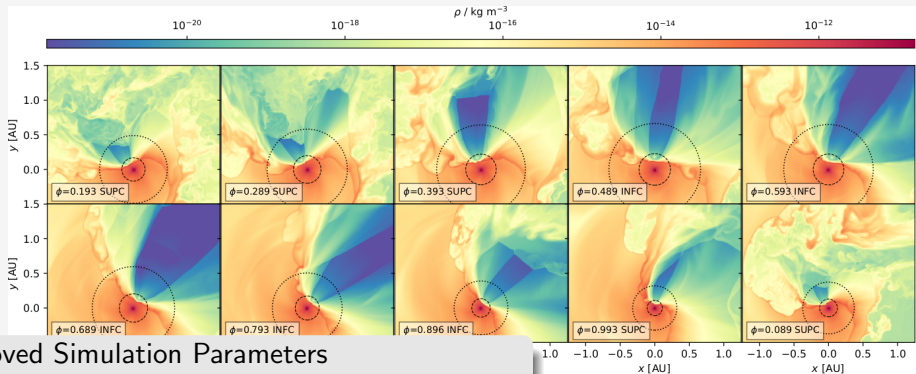 ρ / kg m⁻³
10⁻²⁰ 10⁻¹⁸ 10⁻¹⁶ 10⁻¹⁴ 10⁻¹²
1.5
1.0
0.5
0.0
y [AU]
ϕ=0.193 SUPC
ϕ=0.289 SUPC
ϕ=0.393 SUPC
ϕ=0.489 INFC
ϕ=0.593 INFC
1.5
1.0
0.5
0.0
y [AU]
ϕ=0.689 INFC
ϕ=0.793 INFC
ϕ=0.896 INFC
ϕ=0.993 SUPC
ϕ=0.089 SUPC
1.0 −1.0 −0.5 0.0 0.5 1.0 −1.0 −0.5 0.0 0.5 1.0
x [AU] x [AU]
oved Simulation Parameters